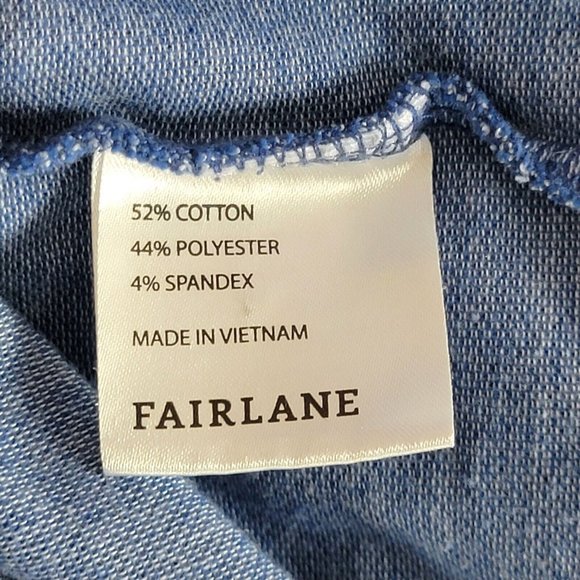 52% COTTON
44% POLYESTER
4% SPANDEX
MADE IN VIETNAM
FAIRLANE